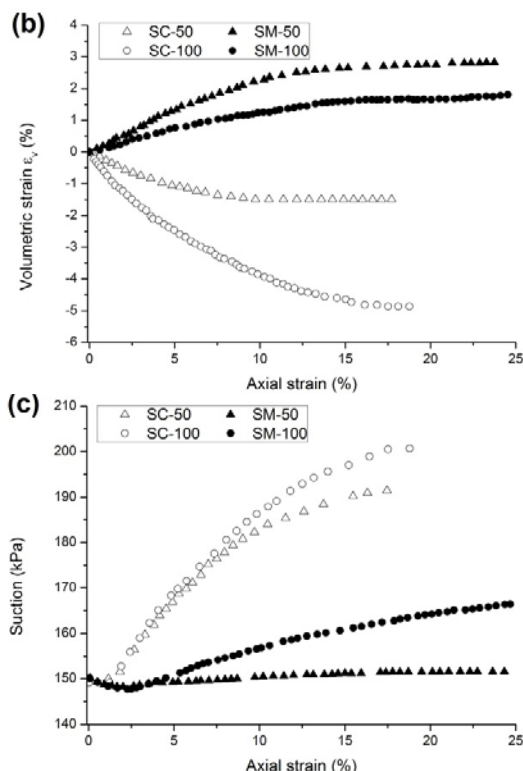 (b)
SC-50 SM-50
SC-100 SM-100
4
3
2
1
0
-1
-2
-3
-4
-5
-6
Volumetric strain εv (%)
0 5 10 15 20 25
Axial strain (%)
(c)
SC-50 SM-50
SC-100 SM-100
210
200
190
180
170
160
150
140
Suction (kPa)
0 5 10 15 20 25
Axial strain (%)